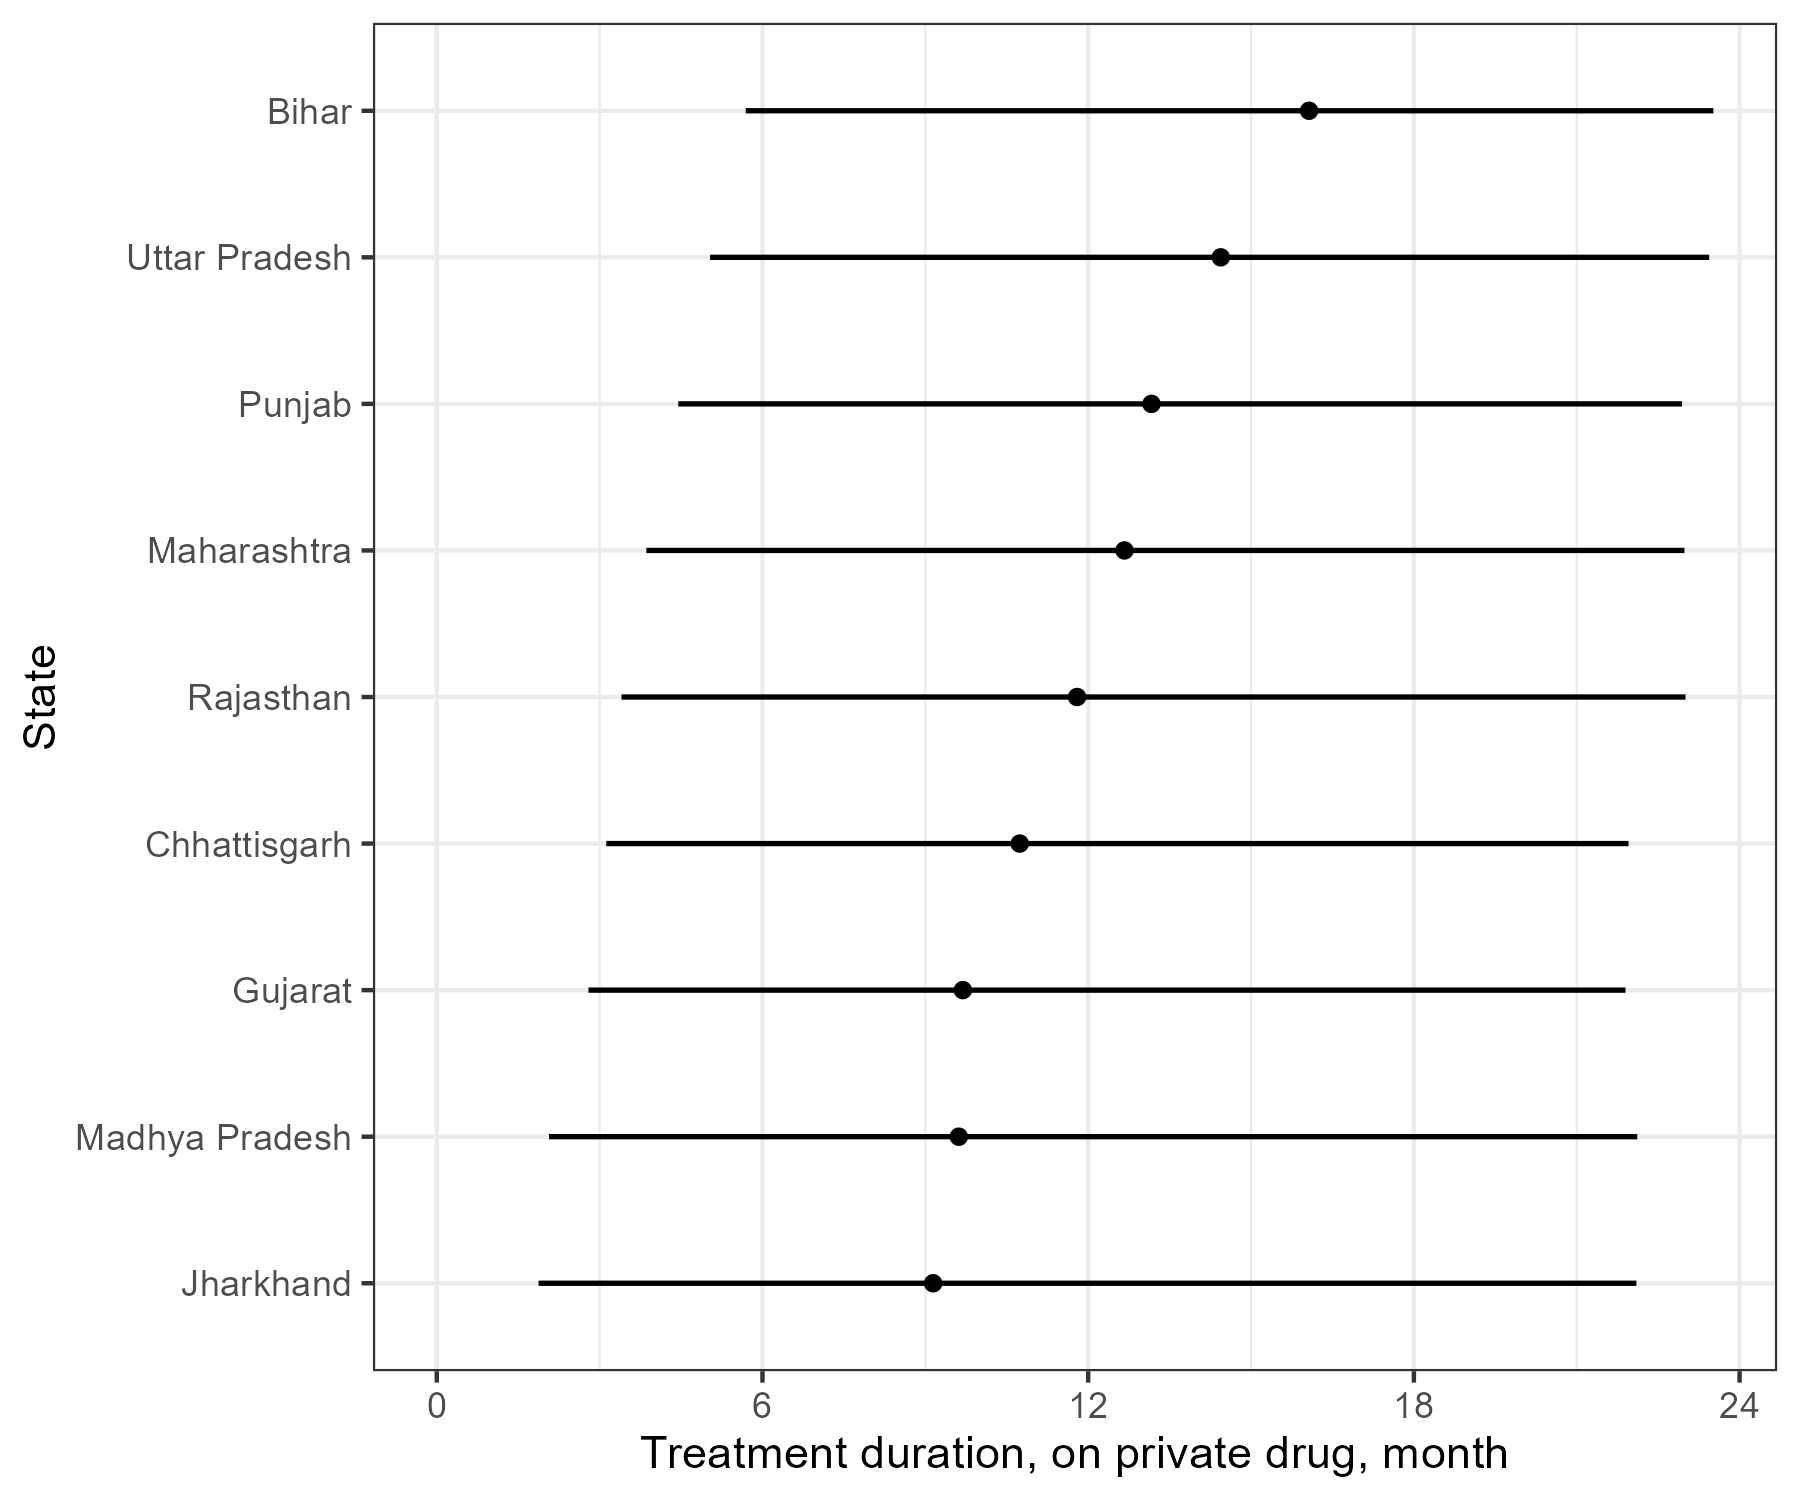 Bihar
Uttar Pradesh
Punjab
Maharashtra
Rajasthan
Chhattisgarh
Gujarat
Madhya Pradesh
Jharkhand
State
0 6 12 18 24
Treatment duration, on private drug, month